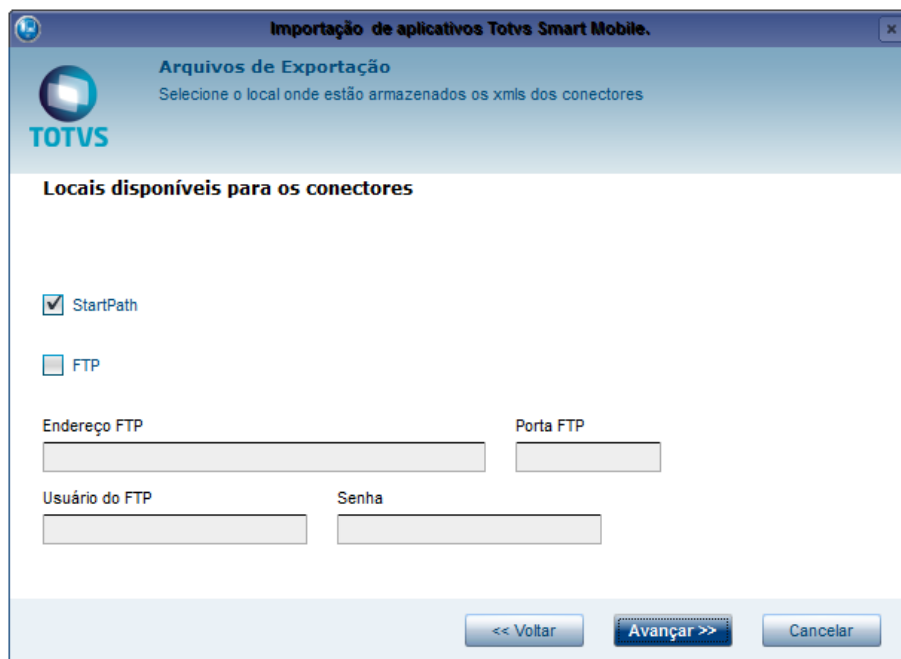 Importação de aplicativos Totvs Smart Mobile.
Arquivos de Exportação
Selecione o local onde estão armazenados os xmls dos conectores
TOTVS
Locais disponíveis para os conectores
StartPath
FTP
Endereço FTP Porta FTP
Usuário do FTP Senha
<< Voltar Avançar >> Cancelar